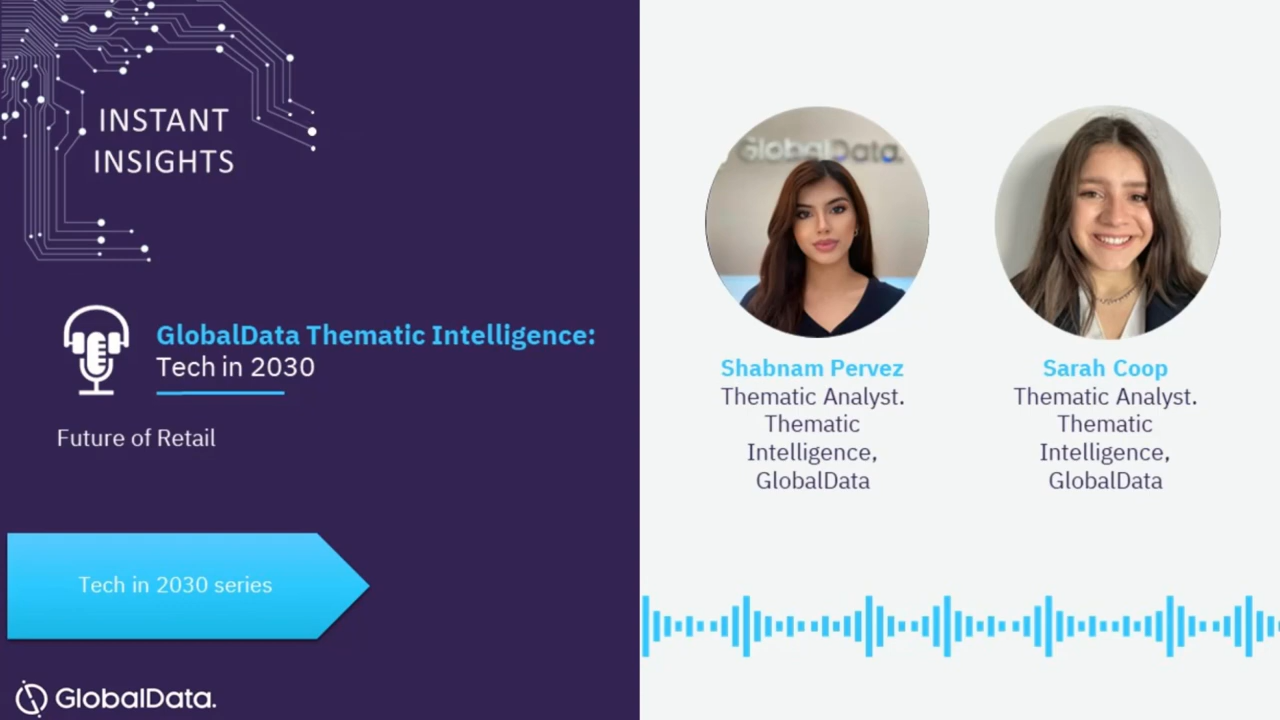 INSTANT
INSIGHTS
GlobalData Thematic Intelligence:
Tech in 2030
Future of Retail
Tech in 2030 series
GlobalData.
GlobalData.
Shabnam Pervez
Thematic Analyst.
Thematic
Intelligence,
GlobalData
Sarah Coop
Thematic Analyst.
Thematic
Intelligence,
GlobalData